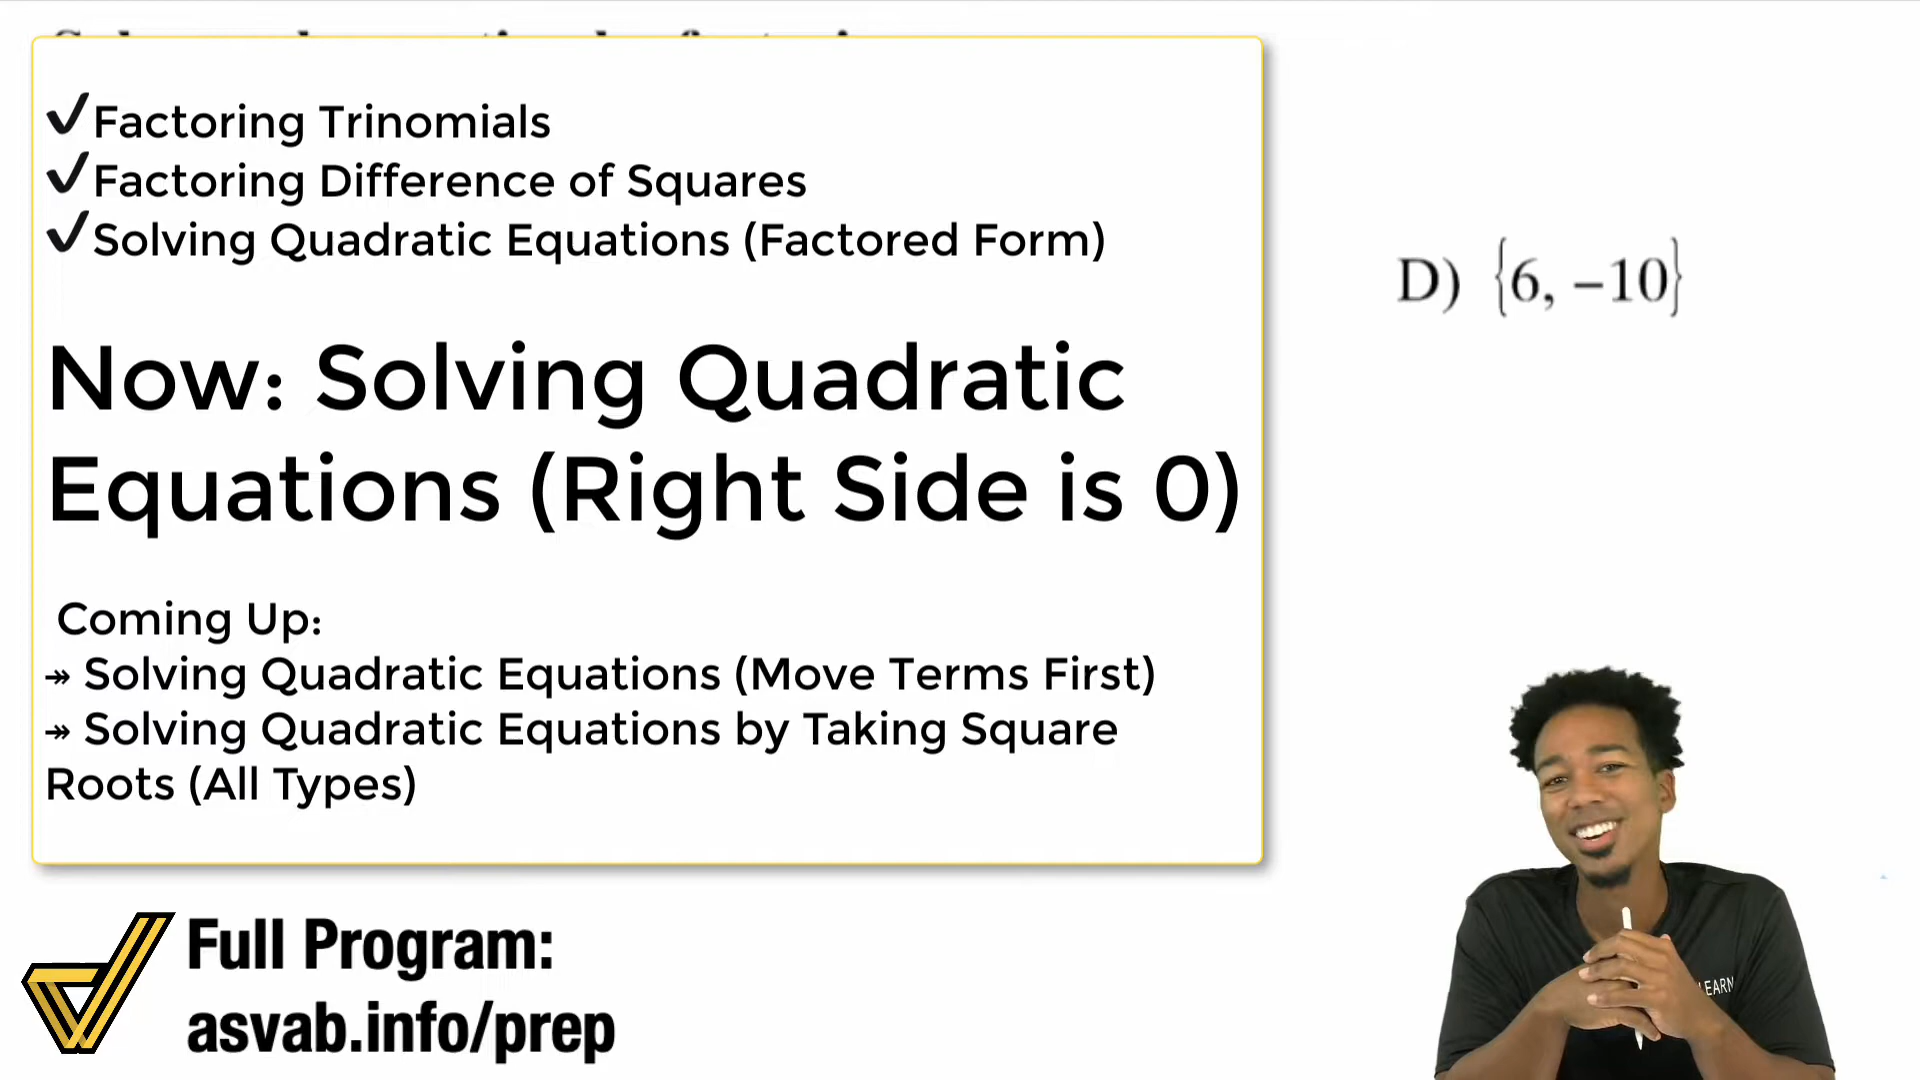 ✓Factoring Trinomials
✓Factoring Difference of Squares
✓Solving Quadratic Equations (Factored Form)
Now: Solving Quadratic
Equations (Right Side is 0)
Coming Up:
↠ Solving Quadratic Equations (Move Terms First)
↠ Solving Quadratic Equations by Taking Square
Roots (All Types)
D) {6, −10}
Full Program:
asvab.info/prep
LEARN